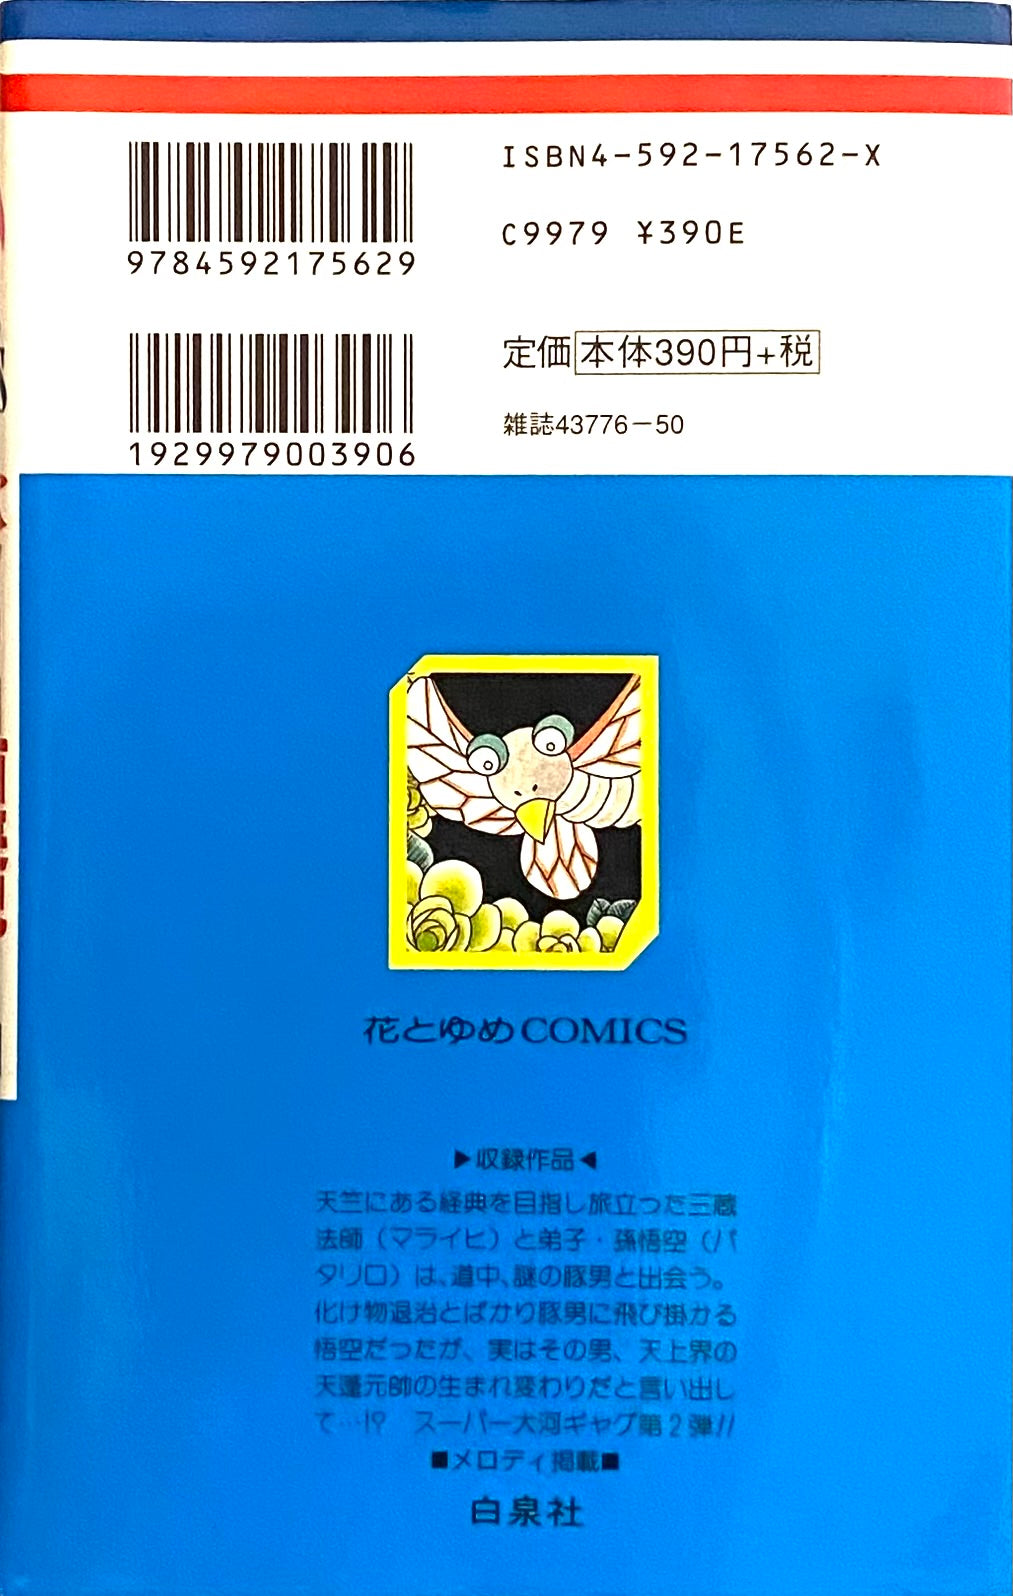 9784592175629
ISBN4-592-17562-X
C9979 ¥390E
1929979003906
定価本体390円+税
雑誌43776-50
花とゆめCOMICS
▶収録作品◀
天竺にある経典を目指し旅立った三蔵
法師（マライヒ）と弟子・孫悟空（パ
タリロ）は、道中、謎の豚男と出会う。
化け物退治とばかり豚男に飛び掛かる
悟空だったが、実はその男、天上界の
天蓬元帥の生まれ変わりだと言い出し
て…!? スーパー大河ギャグ第2弾!!
■メロディ掲載■
白泉社